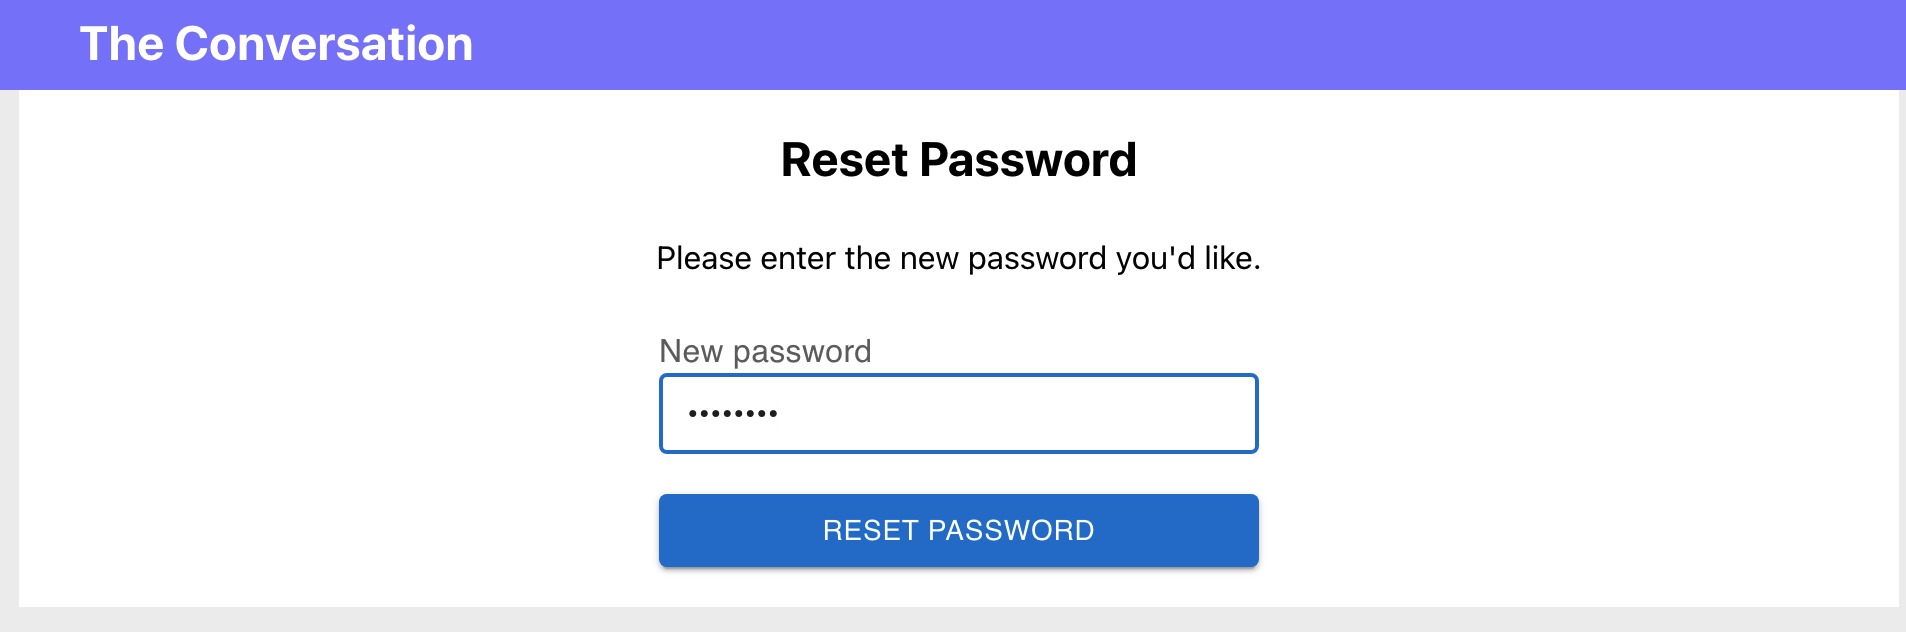 The Conversation
Reset Password
Please enter the new password you'd like.
New password
••••••••
RESET PASSWORD